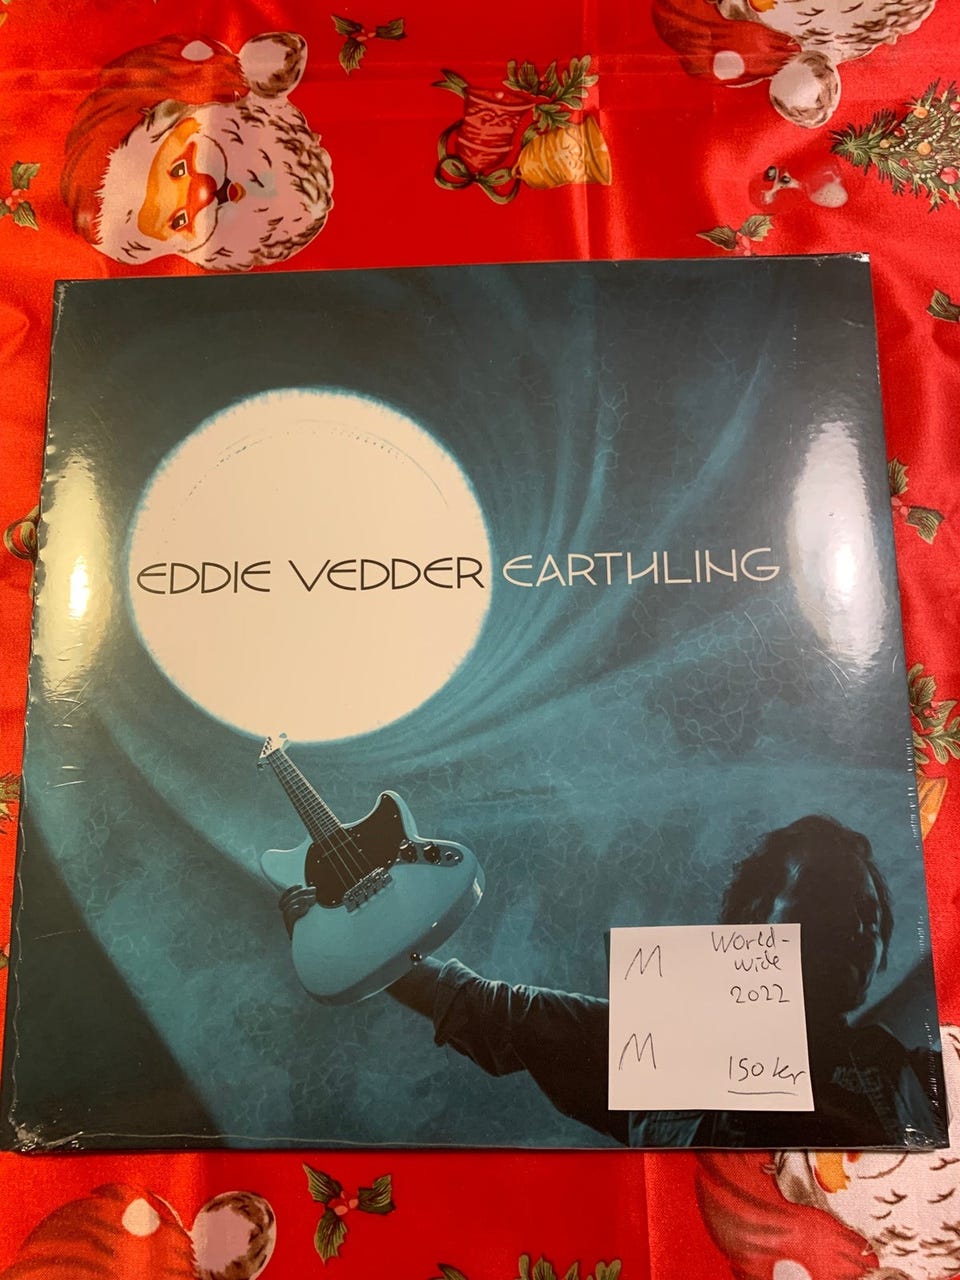 EDDIE VEDDER EARTHLING
M World-
wide
2022
M 150 kr